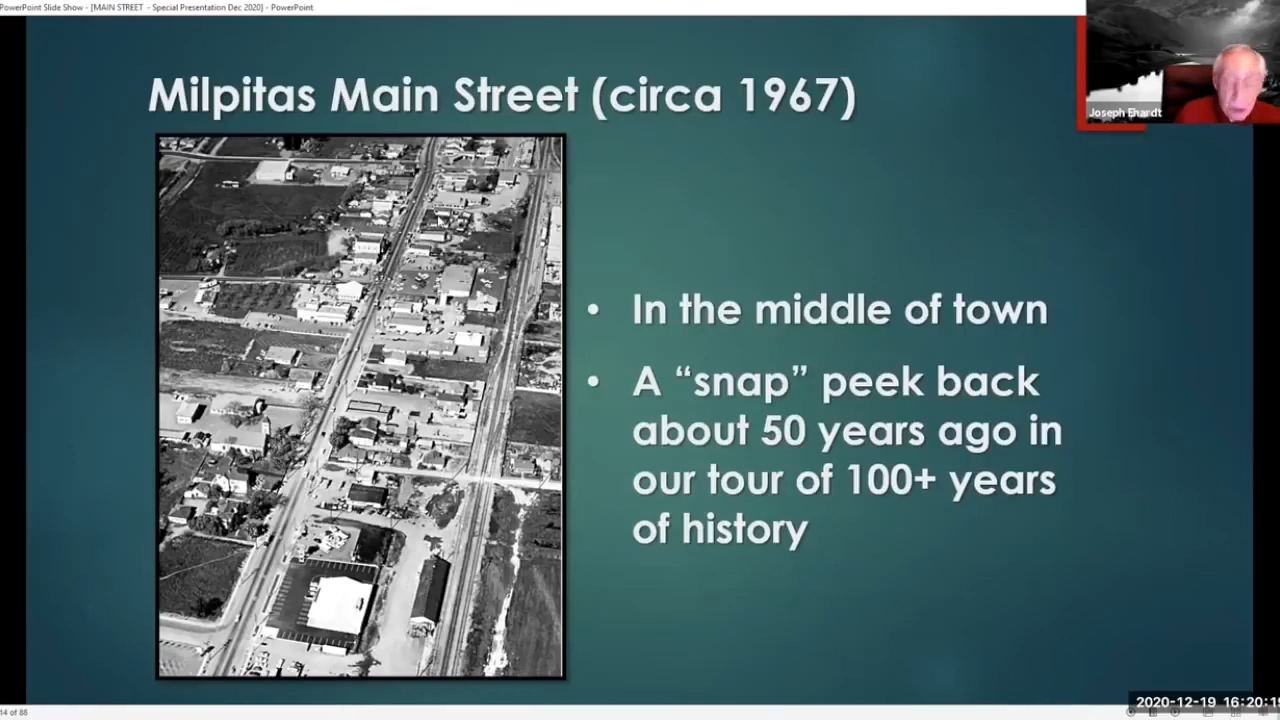 PowerPoint Slide Show - [MAIN STREET - Special Presentation Dec 2020] - PowerPoint
Milpitas Main Street (circa 1967)
Joseph Ehardt
• In the middle of town
• A “snap” peek back
about 50 years ago in
our tour of 100+ years
of history
2020-12-19 16:20:1
14 of 88